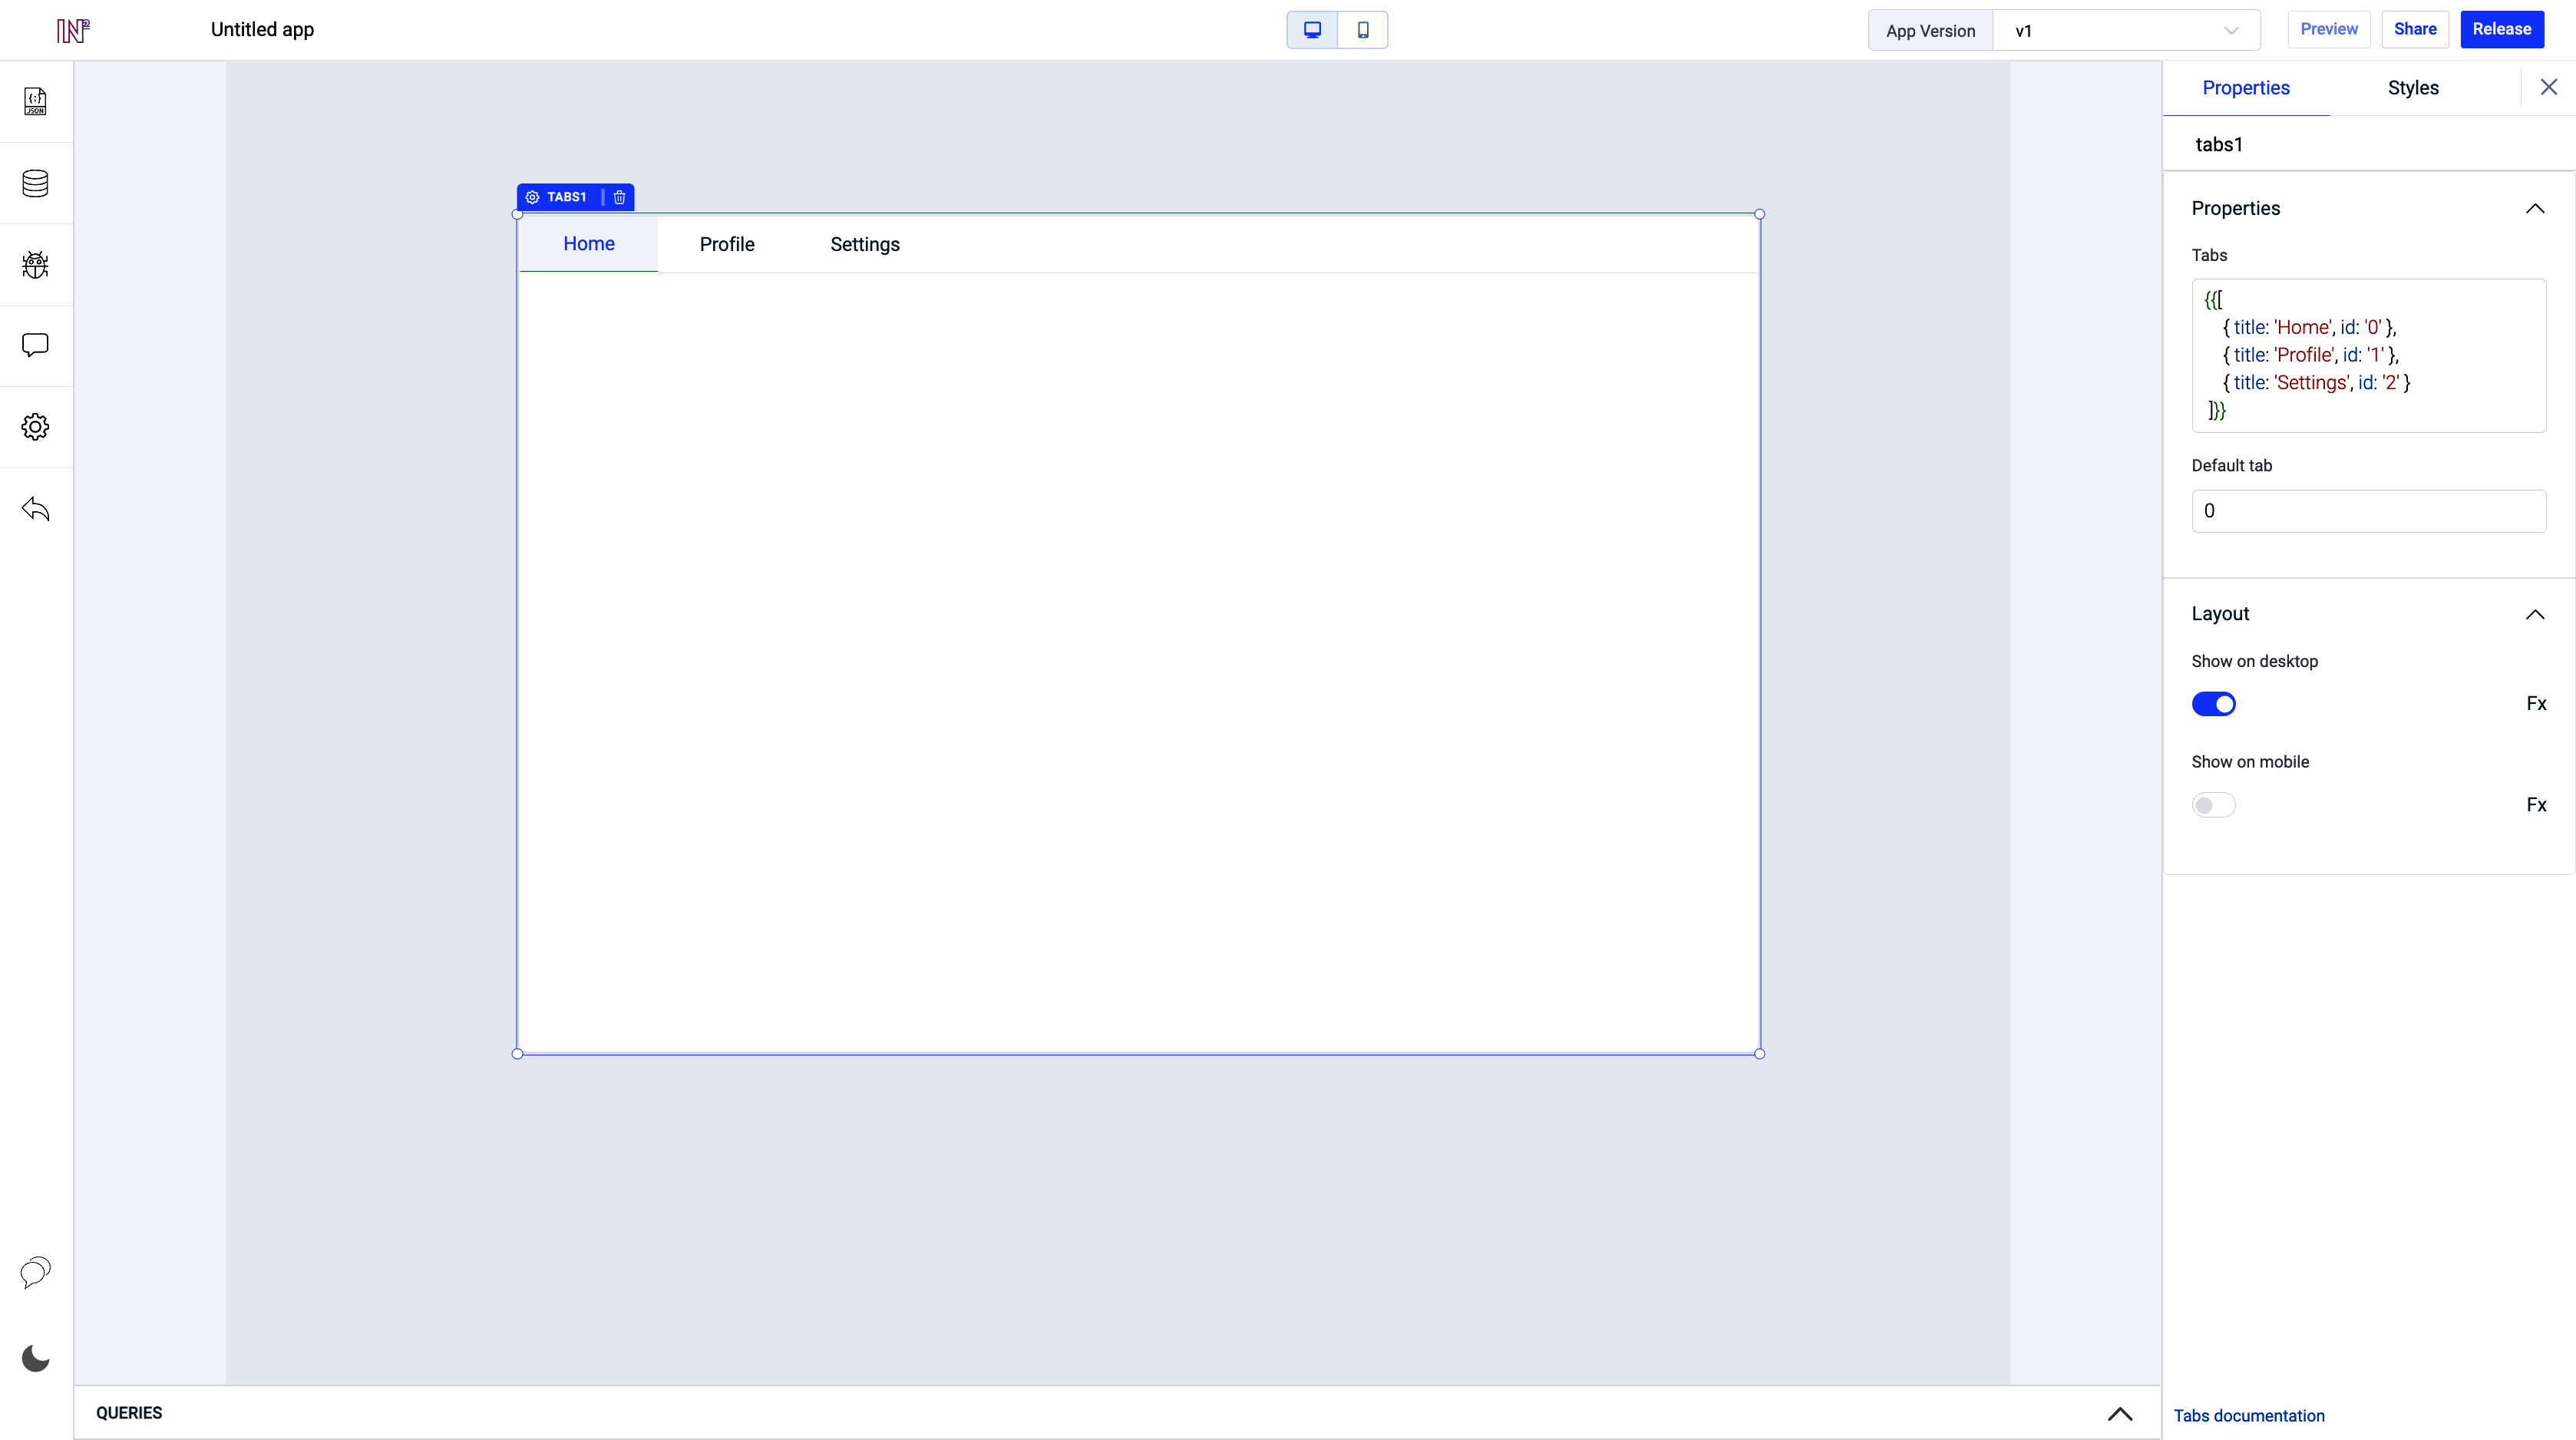 IN2
Untitled app
App Version
v1
Preview
Share
Release
JSON
Properties
Styles
tabs1
TABS1
Home
Profile
Settings
Properties
Tabs
{{[
{ title: 'Home', id: '0' },
{ title: 'Profile', id: '1' },
{ title: 'Settings', id: '2' }
]}}
Default tab
0
Layout
Show on desktop
Fx
Show on mobile
Fx
QUERIES
Tabs documentation